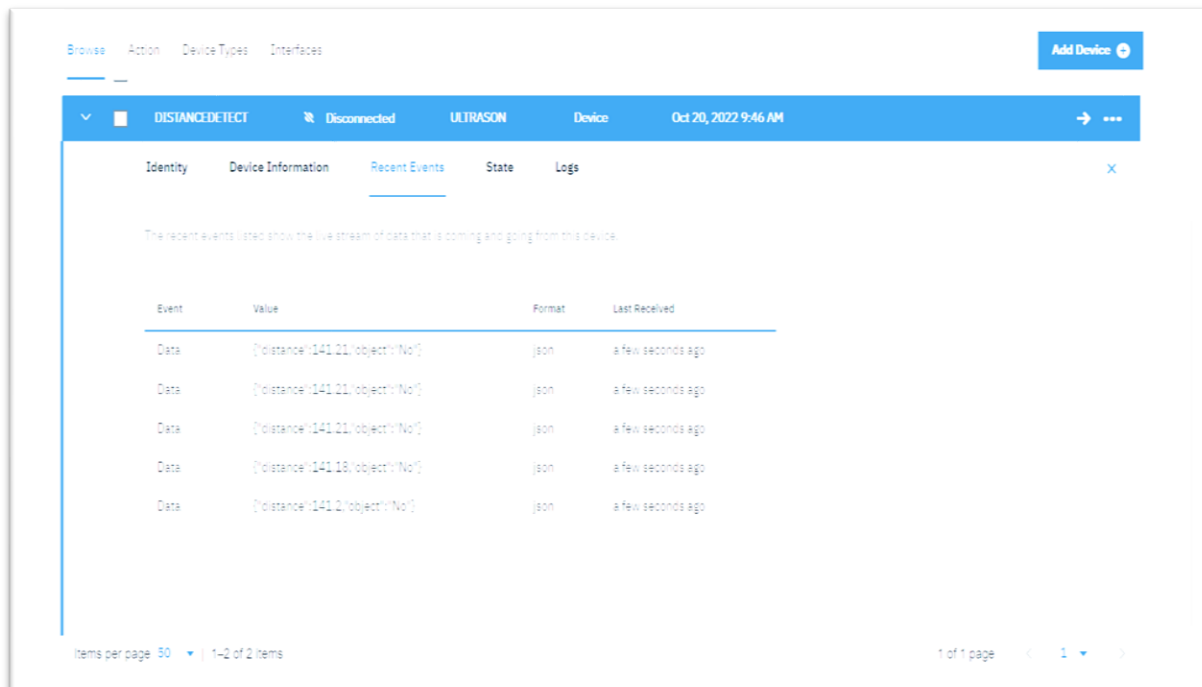 Browse Action Device Types Interfaces Add Device
DISTANCEDETECT Disconnected ULTRASON Device Oct 20, 2022 9:46 AM
Identity Device Information Recent Events State Logs
The recent events listed show the live stream of data that is coming and going from this device.
Event Value Format Last Received
Data {"distance":141.21,"object":"No"} json a few seconds ago
Data {"distance":141.21,"object":"No"} json a few seconds ago
Data {"distance":141.21,"object":"No"} json a few seconds ago
Data {"distance":141.18,"object":"No"} json a few seconds ago
Data {"distance":141.2,"object":"No"} json a few seconds ago
Items per page 50 | 1–2 of 2 items 1 of 1 page 1